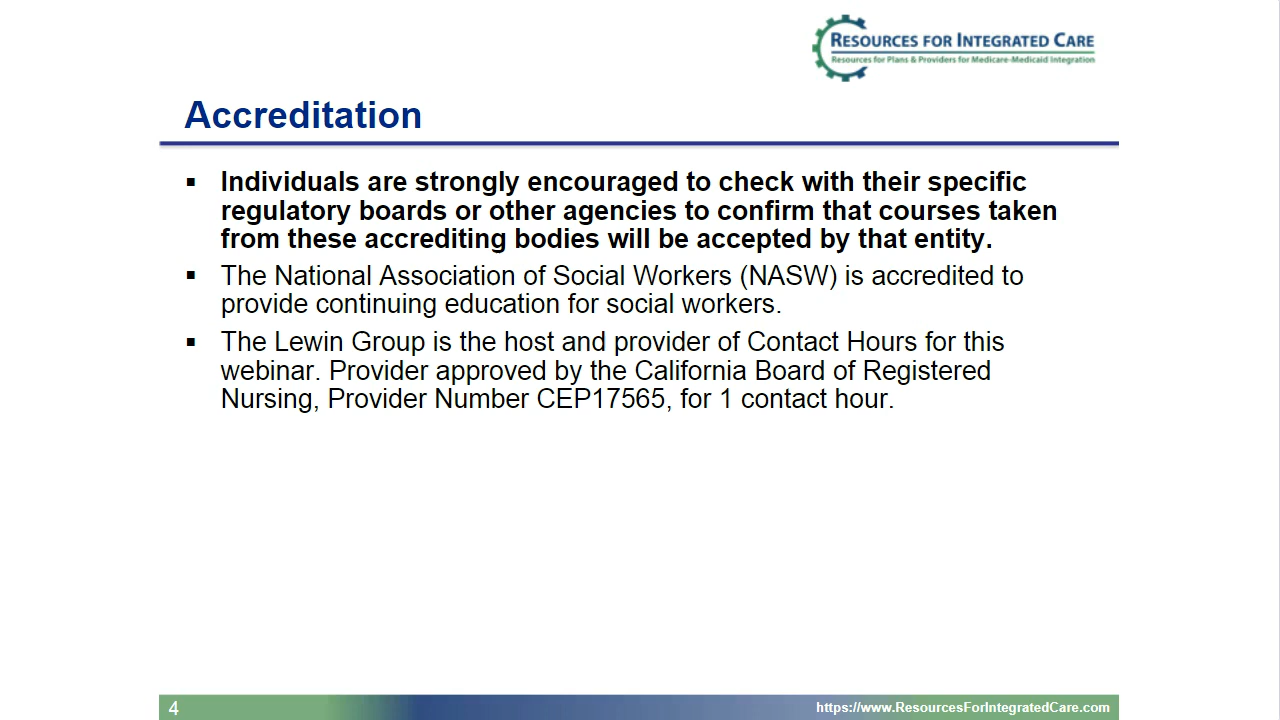 RESOURCES FOR INTEGRATED CARE
Resources for Plans & Providers for Medicare-Medicaid Integration
Accreditation
▪ Individuals are strongly encouraged to check with their specific
regulatory boards or other agencies to confirm that courses taken
from these accrediting bodies will be accepted by that entity.
▪ The National Association of Social Workers (NASW) is accredited to
provide continuing education for social workers.
▪ The Lewin Group is the host and provider of Contact Hours for this
webinar. Provider approved by the California Board of Registered
Nursing, Provider Number CEP17565, for 1 contact hour.
4
https://www.ResourcesForIntegratedCare.com